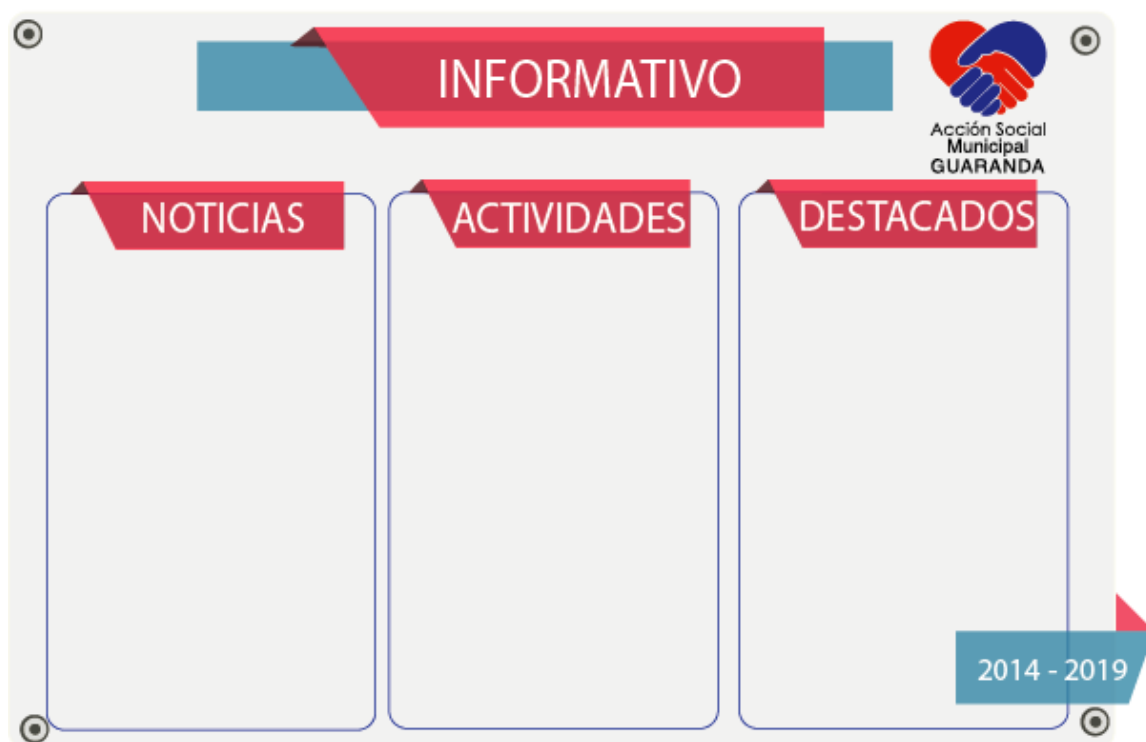 INFORMATIVO
Acción Social
Municipal
GUARANDA
NOTICIAS
ACTIVIDADES
DESTACADOS
2014 - 2019